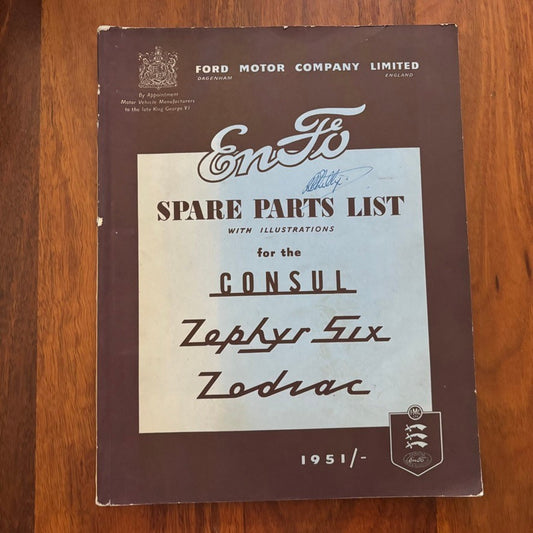 FORD MOTOR COMPANY LIMITED
DAGENHAM ENGLAND
By Appointment
Motor Vehicle Manufacturers
to the late King George VI
EnFo
SPARE PARTS LIST
WITH ILLUSTRATIONS
for the
CONSUL
Zephyr Six
Zodiac
1951/-